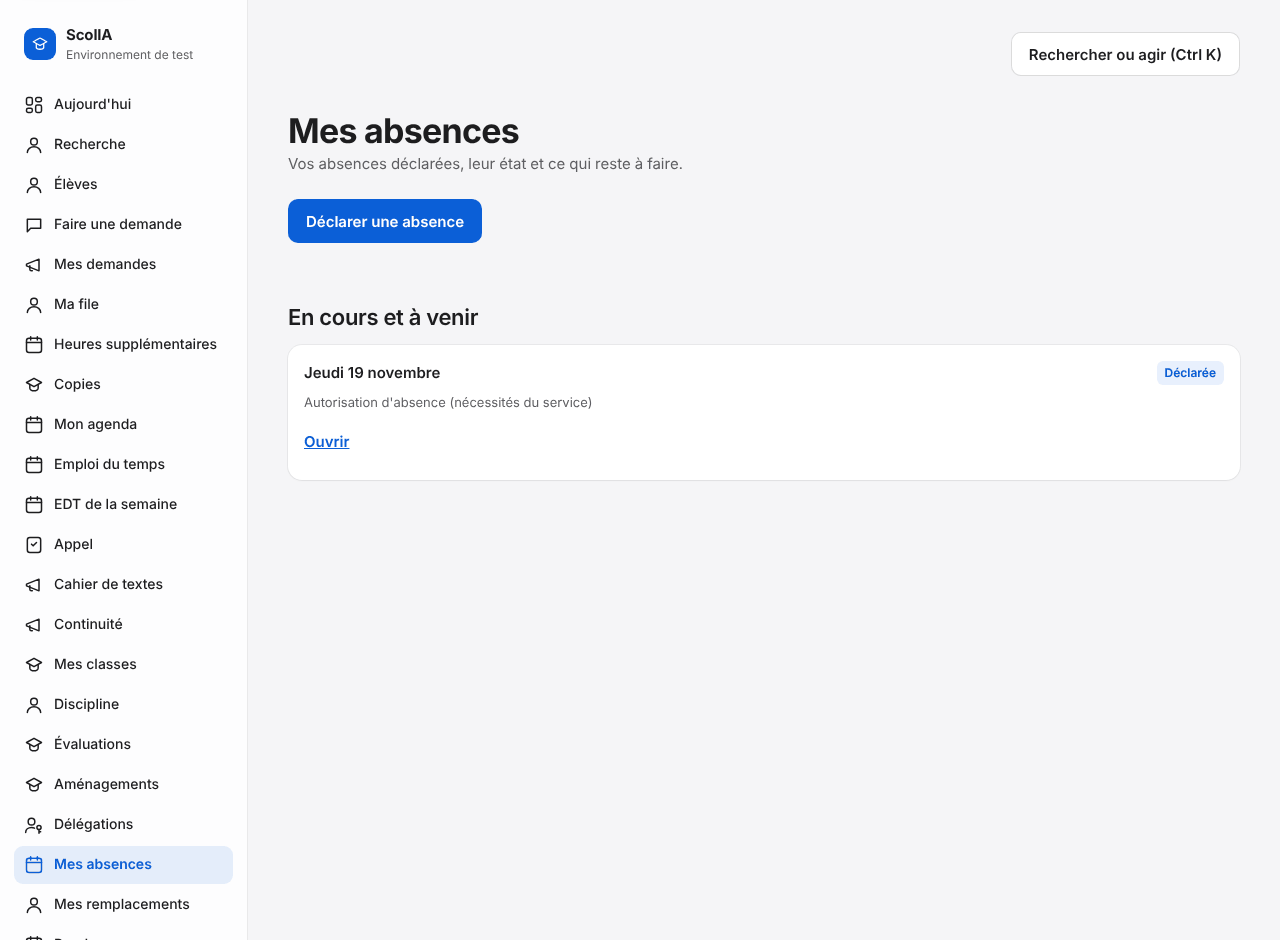 ScolIA
Environnement de test
Aujourd'hui
Recherche
Élèves
Faire une demande
Mes demandes
Ma file
Heures supplémentaires
Copies
Mon agenda
Emploi du temps
EDT de la semaine
Appel
Cahier de textes
Continuité
Mes classes
Discipline
Évaluations
Aménagements
Délégations
Mes absences
Mes remplacements
Rechercher ou agir (Ctrl K)
Mes absences
Vos absences déclarées, leur état et ce qui reste à faire.
Déclarer une absence
En cours et à venir
Jeudi 19 novembre
Déclarée
Autorisation d'absence (nécessités du service)
Ouvrir